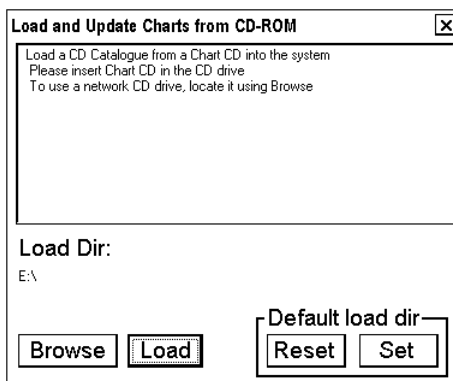 Load and Update Charts from CD-ROM
Load a CD Catalogue from a Chart CD into the system
Please insert Chart CD in the CD drive
To use a network CD drive, locate it using Browse
Load Dir:
E:\
Default load dir
Browse Load Reset Set